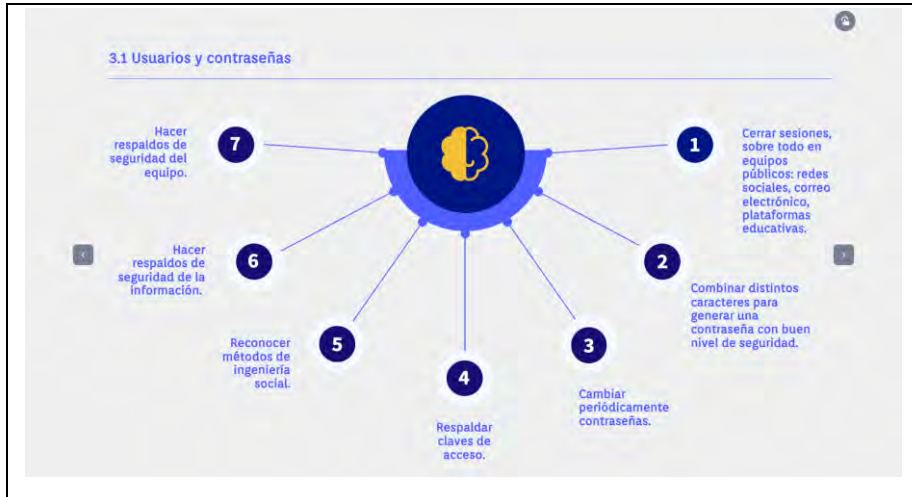 3.1 Usuarios y contraseñas
1
Cerrar sesiones,
sobre todo en
equipos
públicos: redes
sociales, correo
electrónico,
plataformas
educativas.
2
Combinar distintos
caracteres para
generar una
contraseña con buen
nivel de seguridad.
3
Cambiar
periódicamente
contraseñas.
4
Respaldar
claves de
acceso.
5
Reconocer
métodos de
ingeniería
social.
6
Hacer
respaldos de
seguridad de la
información.
7
Hacer
respaldos de
seguridad del
equipo.